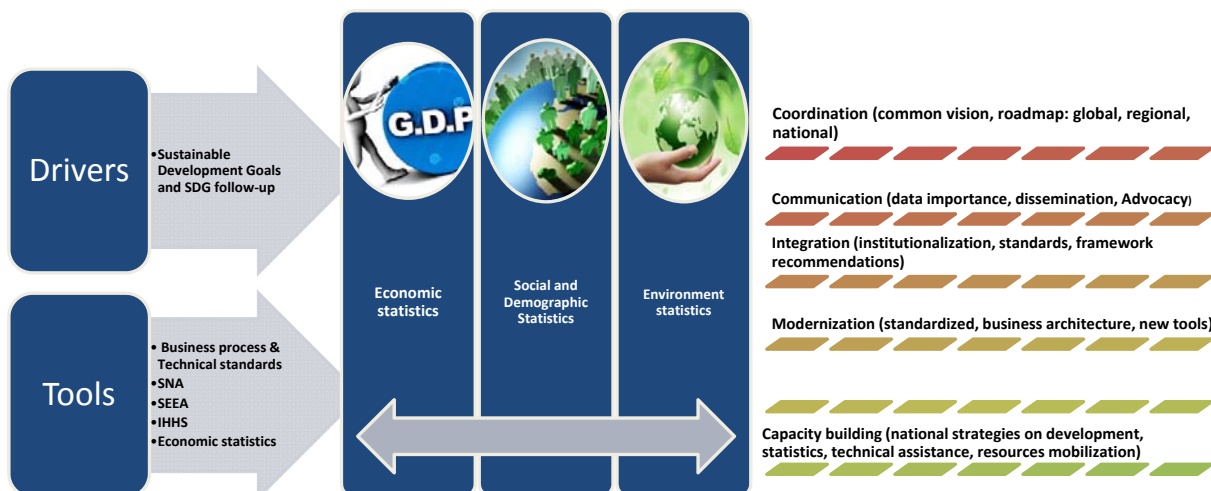 Drivers
•Sustainable
Development Goals
and SDG follow-up
Tools
• Business process &
Technical standards
•SNA
•SEEA
•IHHS
•Economic statistics
G.D.P
Economic
statistics
Social and
Demographic
Statistics
Environment
statistics
Coordination (common vision, roadmap: global, regional,
national)
Communication (data importance, dissemination, Advocacy)
Integration (institutionalization, standards, framework
recommendations)
Modernization (standardized, business architecture, new tools)
Capacity building (national strategies on development,
statistics, technical assistance, resources mobilization)